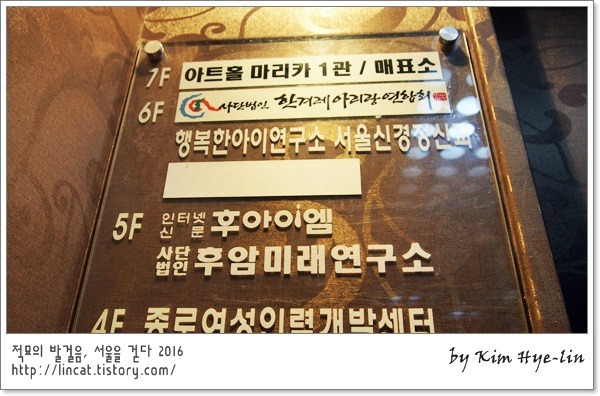 7F 아트홀 마리카 1관 / 매표소
6F 사단법인 한겨레아리랑연합회
행복한아이연구소 서울신경정신과
5F 인터넷신문 후아이엠
사단법인 후암미래연구소
4F 종로여성인력개발센터
적묘의 발걸음, 서울을 걷다 2016
http://lincat.tistory.com/
by Kim Hye-lin